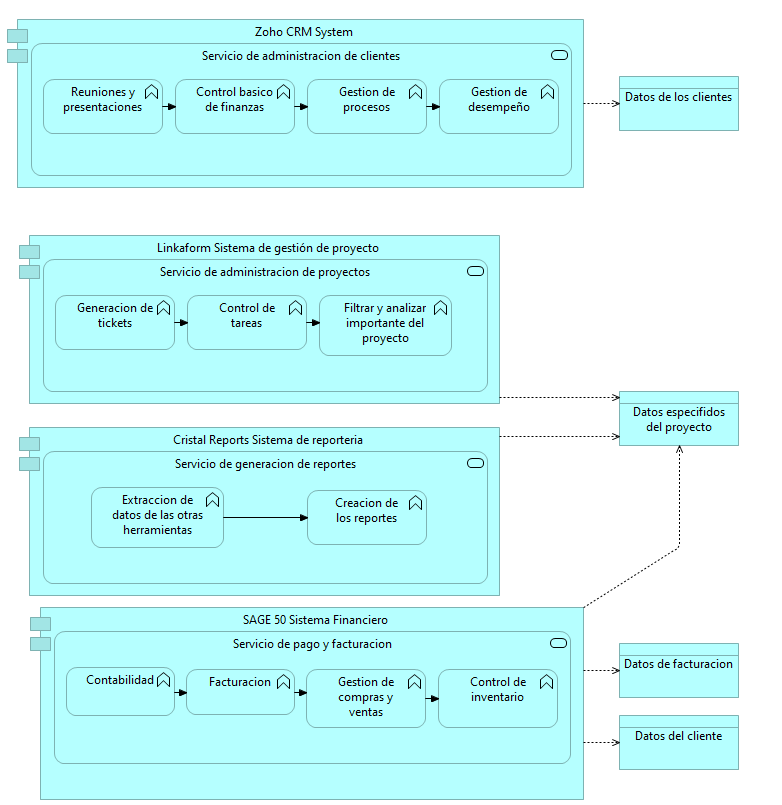 Zoho CRM System
Servicio de administracion de clientes
Reuniones y
presentaciones
Control basico
de finanzas
Gestion de
procesos
Gestion de
desempeño
Datos de los clientes
Linkaform Sistema de gestión de proyecto
Servicio de administracion de proyectos
Generacion de
tickets
Control de
tareas
Filtrar y analizar
importante del
proyecto
Datos especifidos
del proyecto
Cristal Reports Sistema de reporteria
Servicio de generacion de reportes
Extraccion de
datos de las otras
herramientas
Creacion de
los reportes
SAGE 50 Sistema Financiero
Servicio de pago y facturacion
Contabilidad
Facturacion
Gestion de
compras y
ventas
Control de
inventario
Datos de facturacion
Datos del cliente